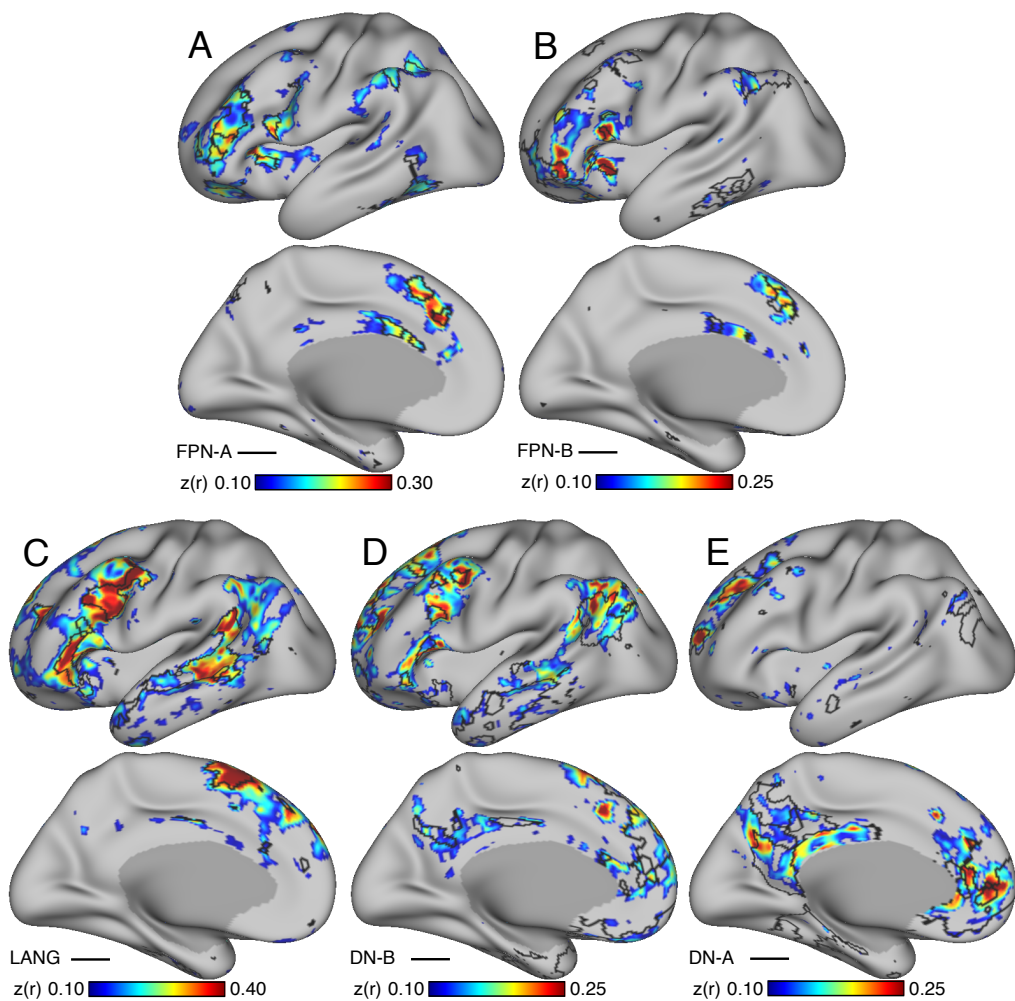 A B
FPN-A FPN-B
z(r) 0.10 0.30 z(r) 0.10 0.25
C D E
LANG DN-B DN-A
z(r) 0.10 0.40 z(r) 0.10 0.25 z(r) 0.10 0.25